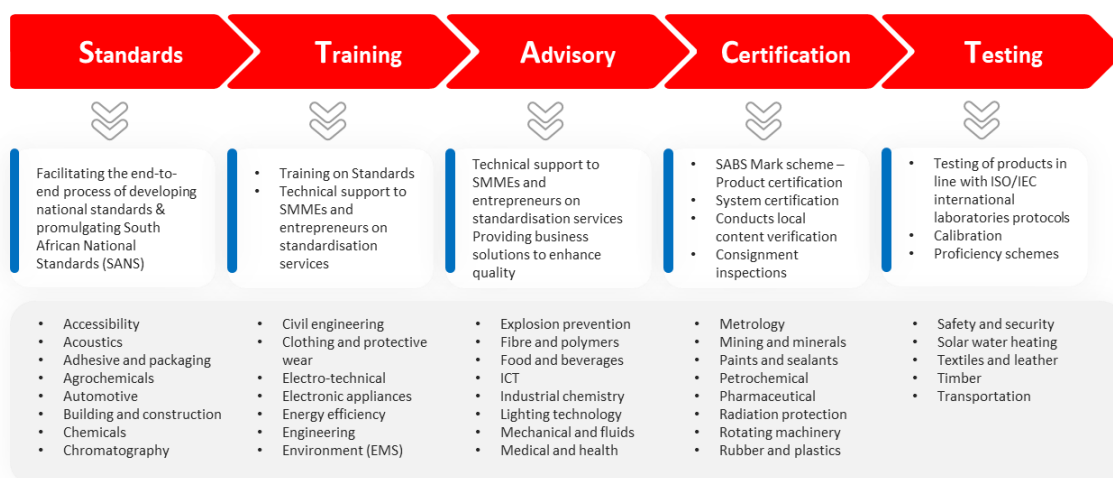 Standards
Training
Advisory
Certification
Testing
Facilitating the end-to-
end process of developing
national standards &
promulgating South
African National
Standards (SANS)
• Training on Standards
• Technical support to
SMMEs and
entrepreneurs on
standardisation
services
Technical support to
SMMEs and
entrepreneurs on
standardisation services
Providing business
solutions to enhance
quality
• SABS Mark scheme –
Product certification
• System certification
• Conducts local
content verification
• Consignment
inspections
• Testing of products in
line with ISO/IEC
international
laboratories protocols
• Calibration
• Proficiency schemes
• Accessibility
• Acoustics
• Adhesive and packaging
• Agrochemicals
• Automotive
• Building and construction
• Chemicals
• Chromatography
• Civil engineering
• Clothing and protective
wear
• Electro-technical
• Electronic appliances
• Energy efficiency
• Engineering
• Environment (EMS)
• Explosion prevention
• Fibre and polymers
• Food and beverages
• ICT
• Industrial chemistry
• Lighting technology
• Mechanical and fluids
• Medical and health
• Metrology
• Mining and minerals
• Paints and sealants
• Petrochemical
• Pharmaceutical
• Radiation protection
• Rotating machinery
• Rubber and plastics
• Safety and security
• Solar water heating
• Textiles and leather
• Timber
• Transportation